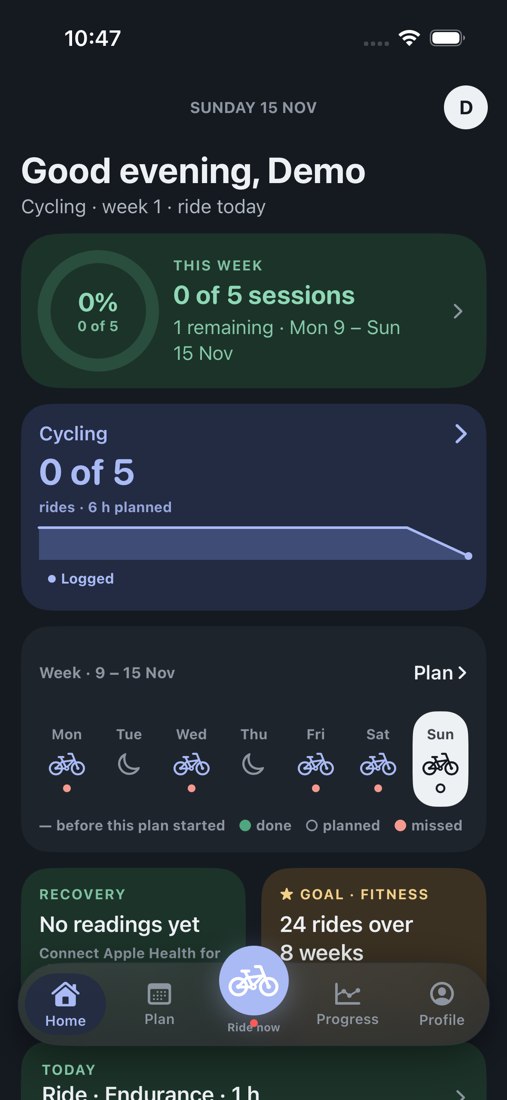 10:47
SUNDAY 15 NOV
D
Good evening, Demo
Cycling · week 1 · ride today
THIS WEEK
0%
0 of 5
0 of 5 sessions
1 remaining · Mon 9 – Sun
15 Nov
Cycling
0 of 5
rides · 6 h planned
Logged
Week · 9 – 15 Nov
Plan
Mon Tue Wed Thu Fri Sat Sun
— before this plan started done planned missed
RECOVERY
No readings yet
Connect Apple Health for
GOAL · FITNESS
24 rides over
8 weeks
Home
Plan
Ride now
Progress
Profile
TODAY
Ride · Endurance · 1 h